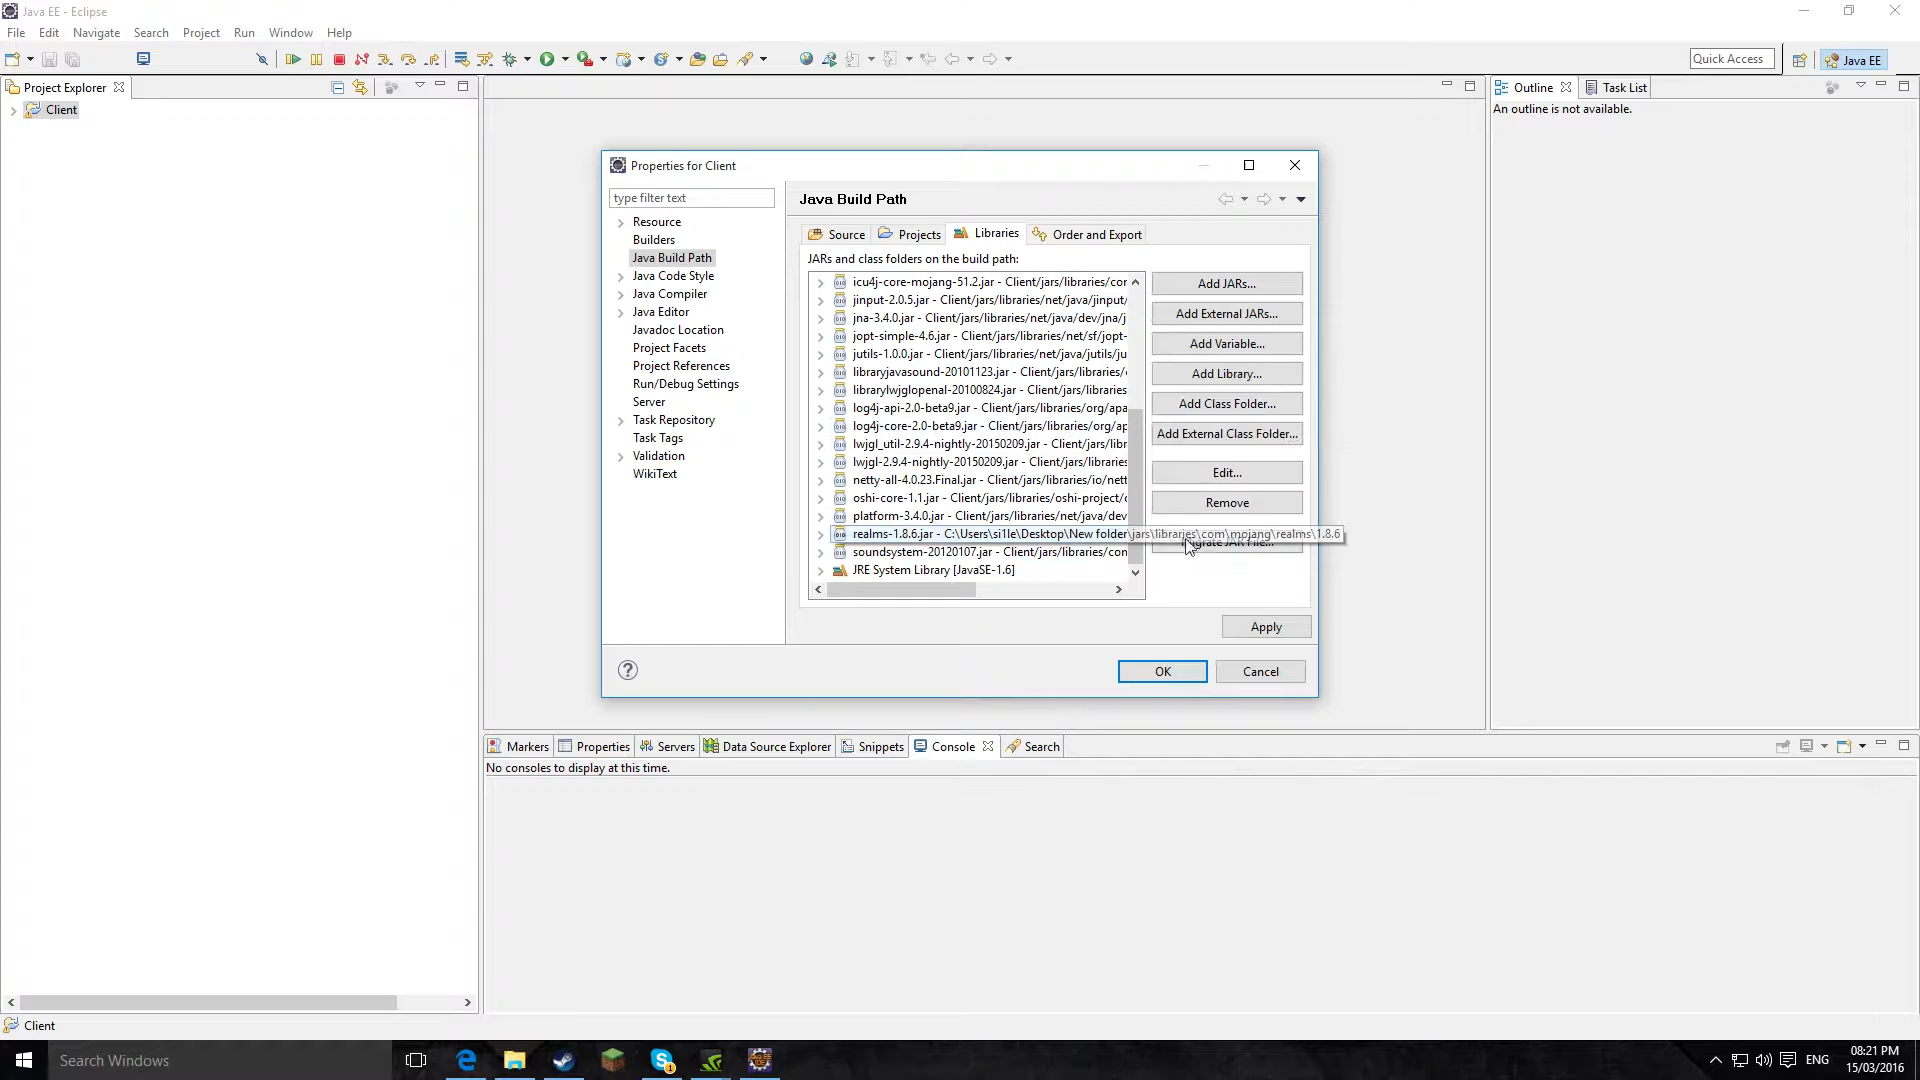 Java EE - Eclipse
File Edit Navigate Search Project Run Window Help
Quick Access
Java EE
Project Explorer
Client
Outline Task List
An outline is not available.
Properties for Client
type filter text
Resource
Builders
Java Build Path
Java Code Style
Java Compiler
Java Editor
Javadoc Location
Project Facets
Project References
Run/Debug Settings
Server
Task Repository
Task Tags
Validation
WikiText
Java Build Path
Source Projects Libraries Order and Export
JARs and class folders on the build path:
icu4j-core-mojang-51.2.jar - Client/jars/libraries/cor
jinput-2.0.5.jar - Client/jars/libraries/net/java/jinput/
jna-3.4.0.jar - Client/jars/libraries/net/java/dev/jna/j
jopt-simple-4.6.jar - Client/jars/libraries/net/sf/jopt-
jutils-1.0.0.jar - Client/jars/libraries/net/java/jutils/ju
libraryjavasound-20101123.jar - Client/jars/libraries/
librarylwjglopenal-20100824.jar - Client/jars/libraries
log4j-api-2.0-beta9.jar - Client/jars/libraries/org/apa
log4j-core-2.0-beta9.jar - Client/jars/libraries/org/ap
lwjgl_util-2.9.4-nightly-20150209.jar - Client/jars/libr
lwjgl-2.9.4-nightly-20150209.jar - Client/jars/libraries
netty-all-4.0.23.Final.jar - Client/jars/libraries/io/nett
oshi-core-1.1.jar - Client/jars/libraries/oshi-project/
platform-3.4.0.jar - Client/jars/libraries/net/java/dev
realms-1.8.6.jar - C:\Users\si1le\Desktop\New folder\jars\libraries\com\mojang\realms\1.8.6
soundsystem-20120107.jar - Client/jars/libraries/con
JRE System Library [JavaSE-1.6]
Add JARs...
Add External JARs...
Add Variable...
Add Library...
Add Class Folder...
Add External Class Folder...
Edit...
Remove
JAR File...
Apply
OK Cancel
Markers Properties Servers Data Source Explorer Snippets Console Search
No consoles to display at this time.
Client
Search Windows
ENG
08:21 PM
15/03/2016